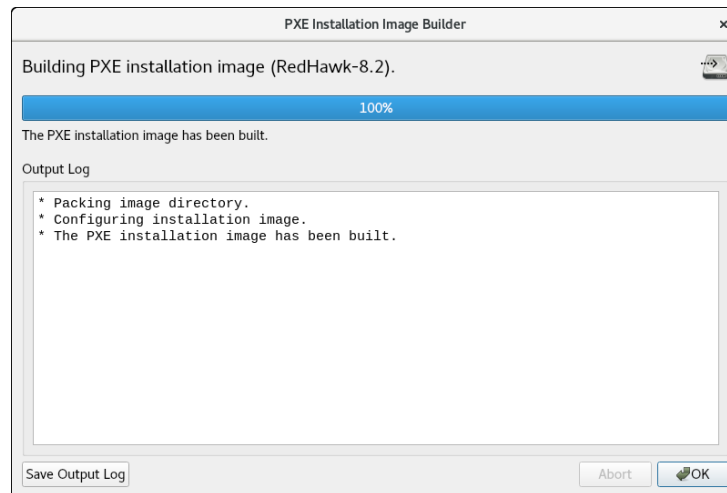 PXE Installation Image Builder
Building PXE installation image (RedHawk-8.2).
100%
The PXE installation image has been built.
Output Log
* Packing image directory.
* Configuring installation image.
* The PXE installation image has been built.
Save Output Log
Abort
OK